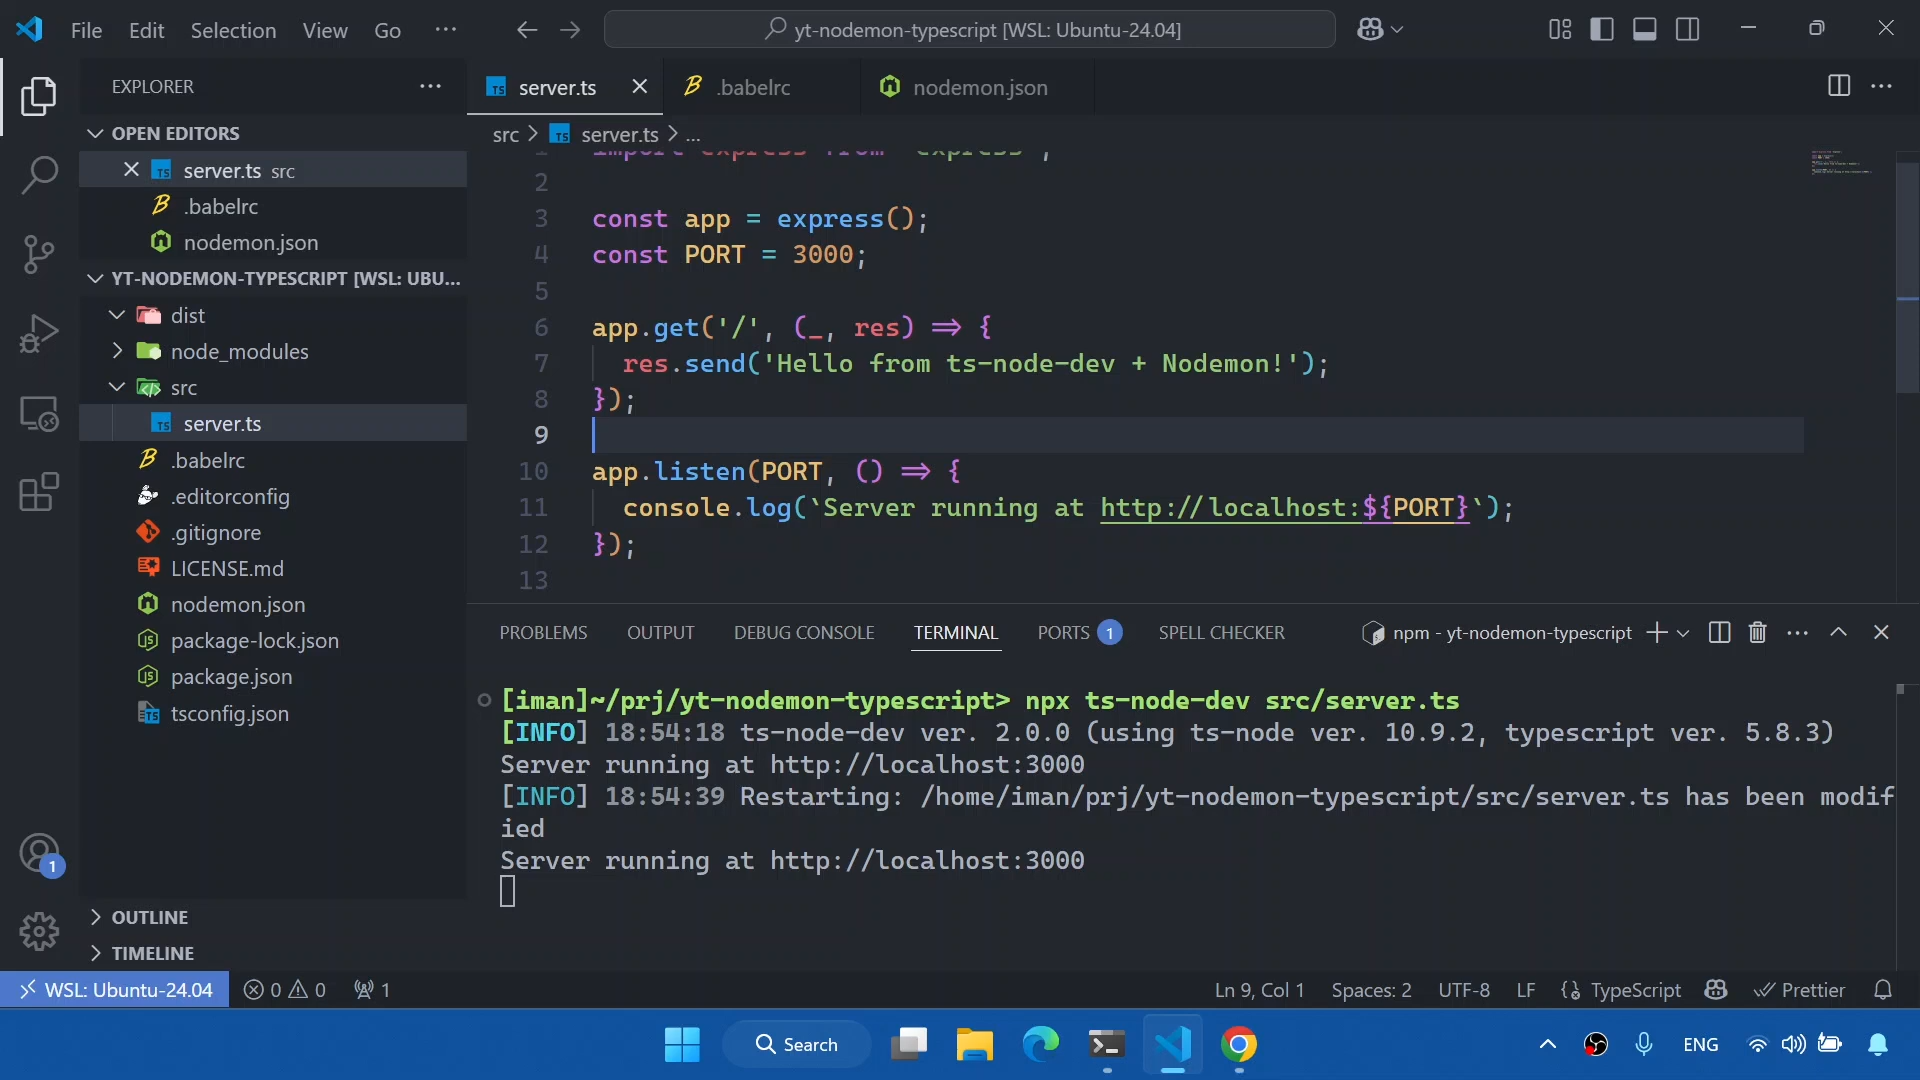 File Edit Selection View Go ...
yt-nodemon-typescript [WSL: Ubuntu-24.04]
EXPLORER
OPEN EDITORS
server.ts src
.babelrc
nodemon.json
YT-NODEMON-TYPESCRIPT [WSL: UBU...
dist
node_modules
src
server.ts
.babelrc
.editorconfig
.gitignore
LICENSE.md
nodemon.json
package-lock.json
package.json
tsconfig.json
OUTLINE
TIMELINE
server.ts .babelrc nodemon.json
src > server.ts > ...
1 import express from 'express';
2
3 const app = express();
4 const PORT = 3000;
5
6 app.get('/', (_, res) => {
7 res.send('Hello from ts-node-dev + Nodemon!');
8 });
9
10 app.listen(PORT, () => {
11 console.log(`Server running at http://localhost:${PORT}`);
12 });
13
PROBLEMS OUTPUT DEBUG CONSOLE TERMINAL PORTS 1 SPELL CHECKER npm - yt-nodemon-typescript
[iman]~/prj/yt-nodemon-typescript> npx ts-node-dev src/server.ts
[INFO] 18:54:18 ts-node-dev ver. 2.0.0 (using ts-node ver. 10.9.2, typescript ver. 5.8.3)
Server running at http://localhost:3000
[INFO] 18:54:39 Restarting: /home/iman/prj/yt-nodemon-typescript/src/server.ts has been modif
ied
Server running at http://localhost:3000
1
WSL: Ubuntu-24.04 0 0 1 Ln 9, Col 1 Spaces: 2 UTF-8 LF TypeScript Prettier
Search ENG